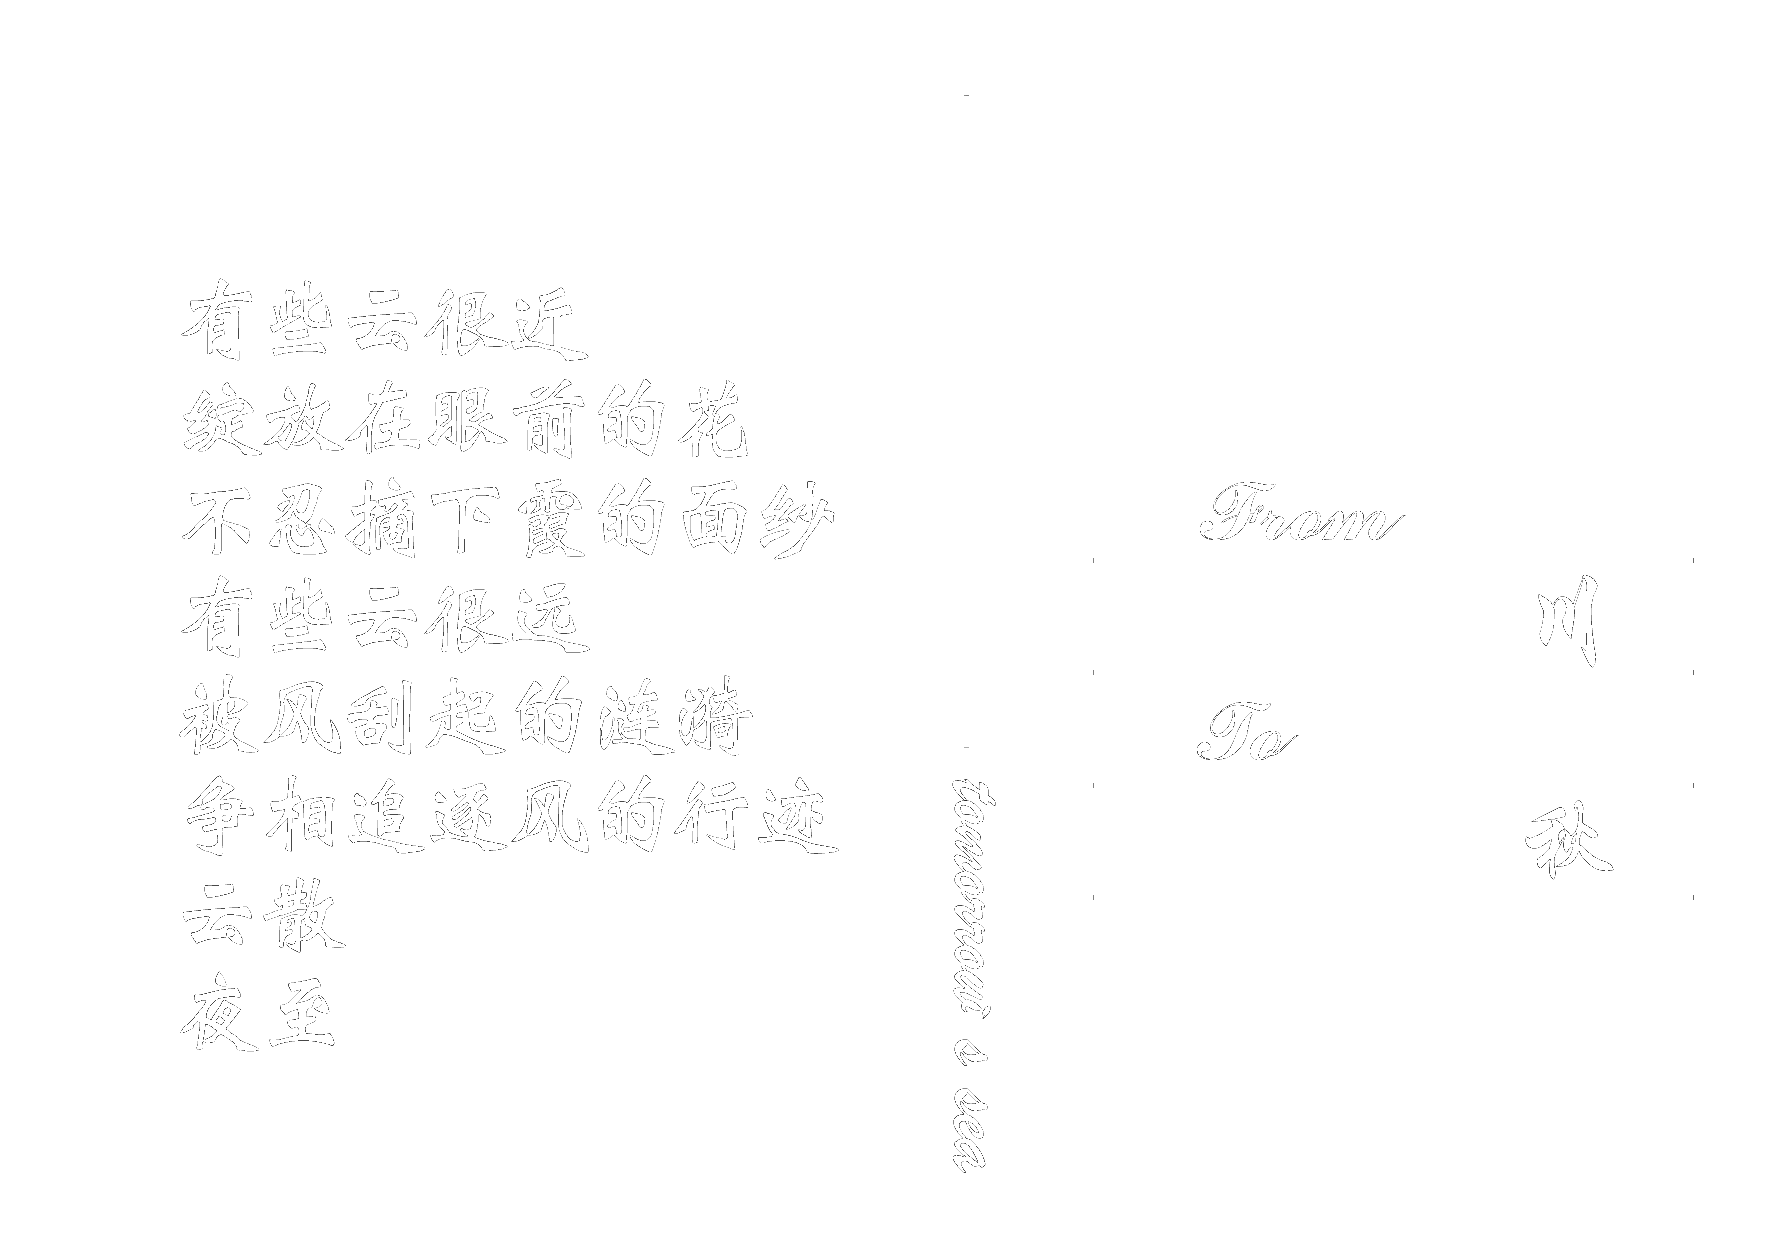 有些云很近
绽放在眼前的花
不忍摘下霞的面纱
有些云很远
被风刮起的涟漪
争相追逐风的行迹
云散
夜至
tomorrow's sea
From
川
To
秋